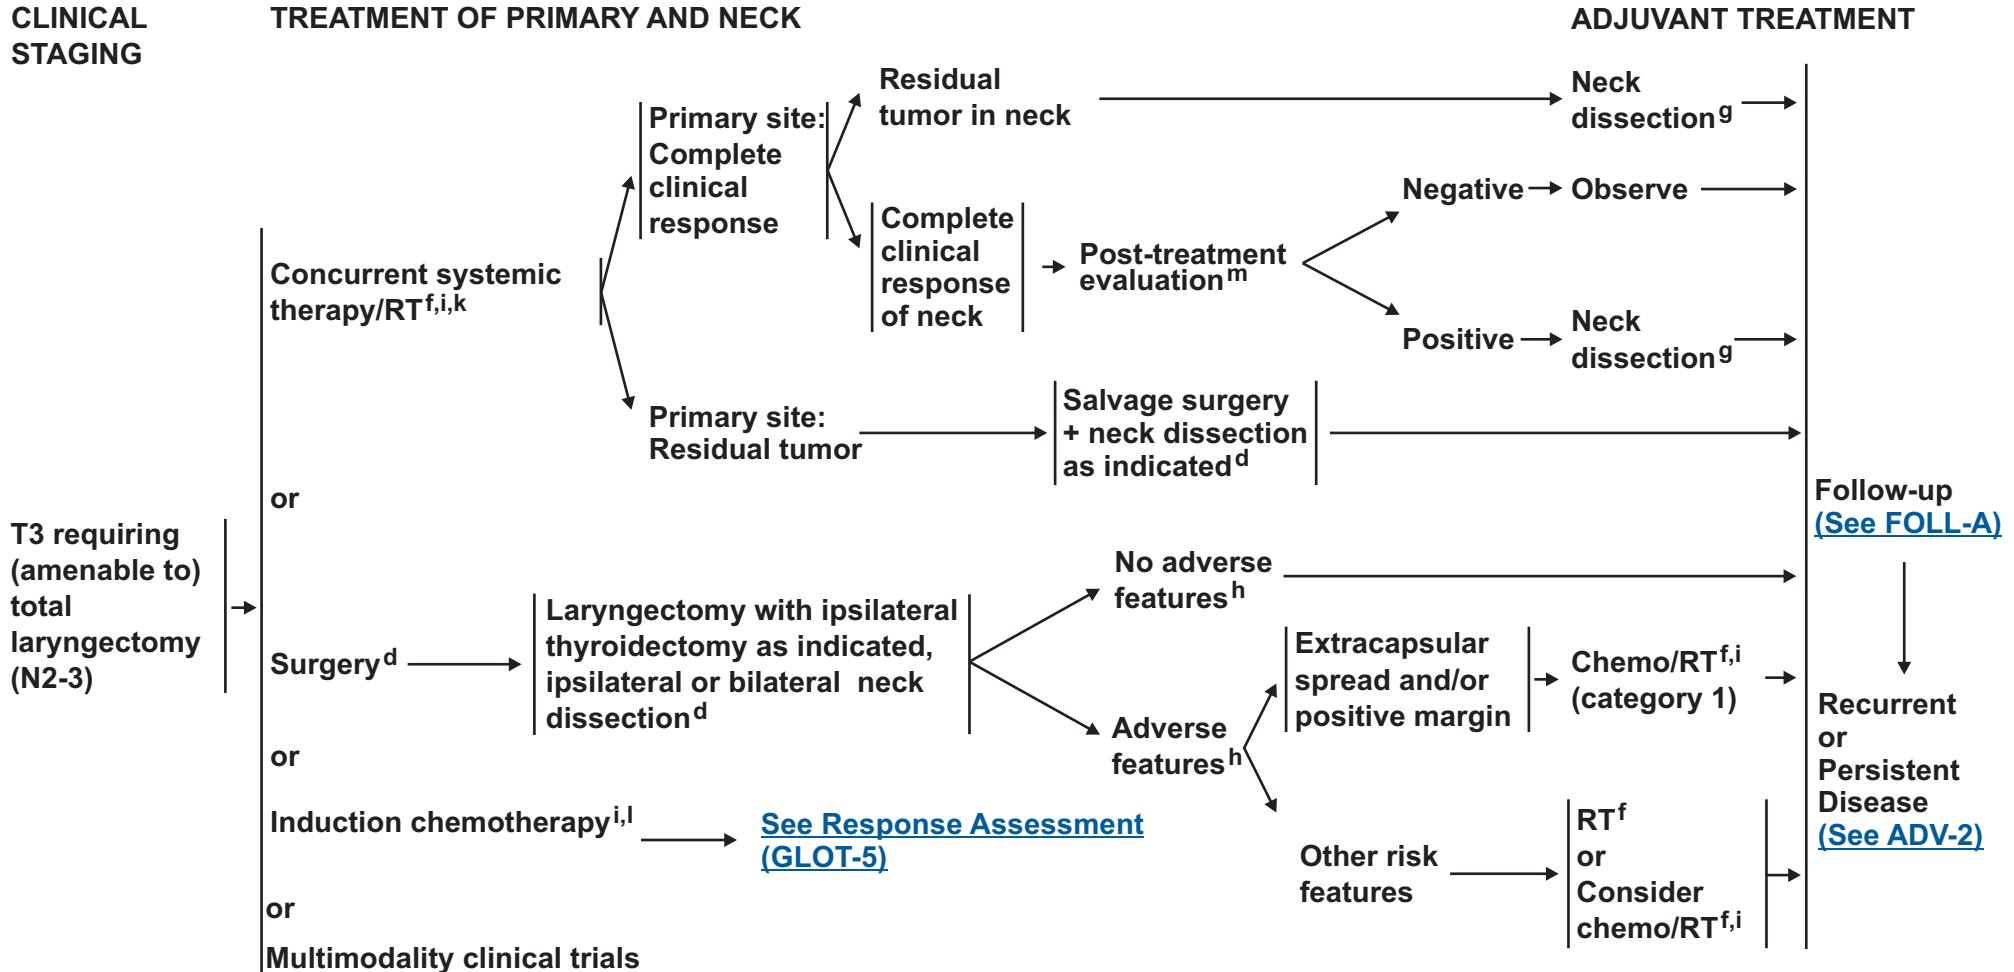 CLINICAL
STAGING
TREATMENT OF PRIMARY AND NECK
ADJUVANT TREATMENT
T3 requiring
(amenable to)
total
laryngectomy
(N2-3)
Concurrent systemic
therapy/RTf,i,k
Primary site:
Complete
clinical
response
Residual
tumor in neck
Neck
dissectiong
Complete
clinical
response
of neck
Post-treatment
evaluationm
Negative
Observe
Positive
Neck
dissectiong
Primary site:
Residual tumor
Salvage surgery
+ neck dissection
as indicatedd
or
Surgeryd
Laryngectomy with ipsilateral
thyroidectomy as indicated,
ipsilateral or bilateral neck
dissectiond
No adverse
featuresh
Adverse
featuresh
Extracapsular
spread and/or
positive margin
Chemo/RTf,i
(category 1)
Other risk
features
RTf
or
Consider
chemo/RTf,i
or
Induction chemotherapyi,l
See Response Assessment
(GLOT-5)
or
Multimodality clinical trials
Follow-up
(See FOLL-A)
Recurrent
or
Persistent
Disease
(See ADV-2)